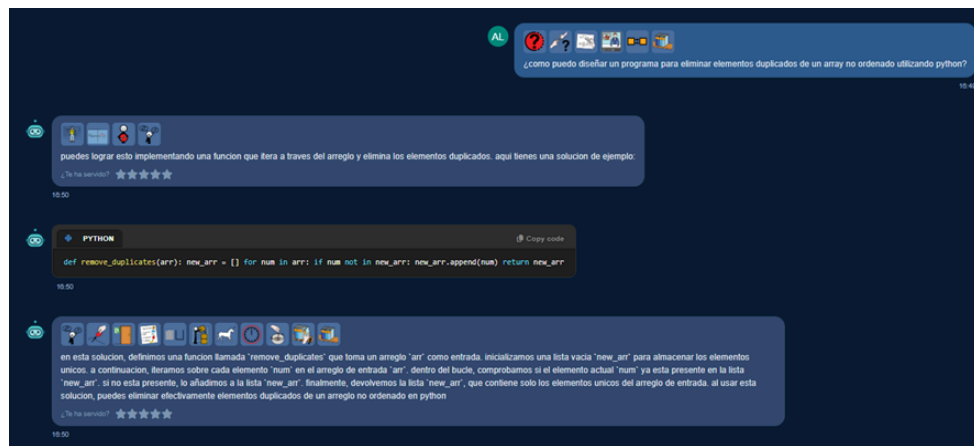 AL
¿como puedo diseñar un programa para eliminar elementos duplicados de un array no ordenado utilizando python?
puedes lograr esto implementando una funcion que itera a traves del arreglo y elimina los elementos duplicados. aqui tienes una solucion de ejemplo:
¿Te ha servido?
16:50
PYTHON
Copy code
def remove_duplicates(arr): new_arr = [] for num in arr: if num not in new_arr: new_arr.append(num) return new_arr
16:50
en esta solucion, definimos una funcion llamada `remove_duplicates` que toma un arreglo `arr` como entrada. inicializamos una lista vacia `new_arr` para almacenar los elementos
unicos. a continuacion, iteramos sobre cada elemento `num` en el arreglo de entrada `arr`. dentro del bucle, comprobamos si el elemento actual `num` ya esta presente en la lista
`new_arr`. si no esta presente, lo añadimos a la lista `new_arr`. finalmente, devolvemos la lista `new_arr`, que contiene solo los elementos unicos del arreglo de entrada. al usar esta
solucion, puedes eliminar efectivamente elementos duplicados de un arreglo no ordenado en python
¿Te ha servido?
16:50